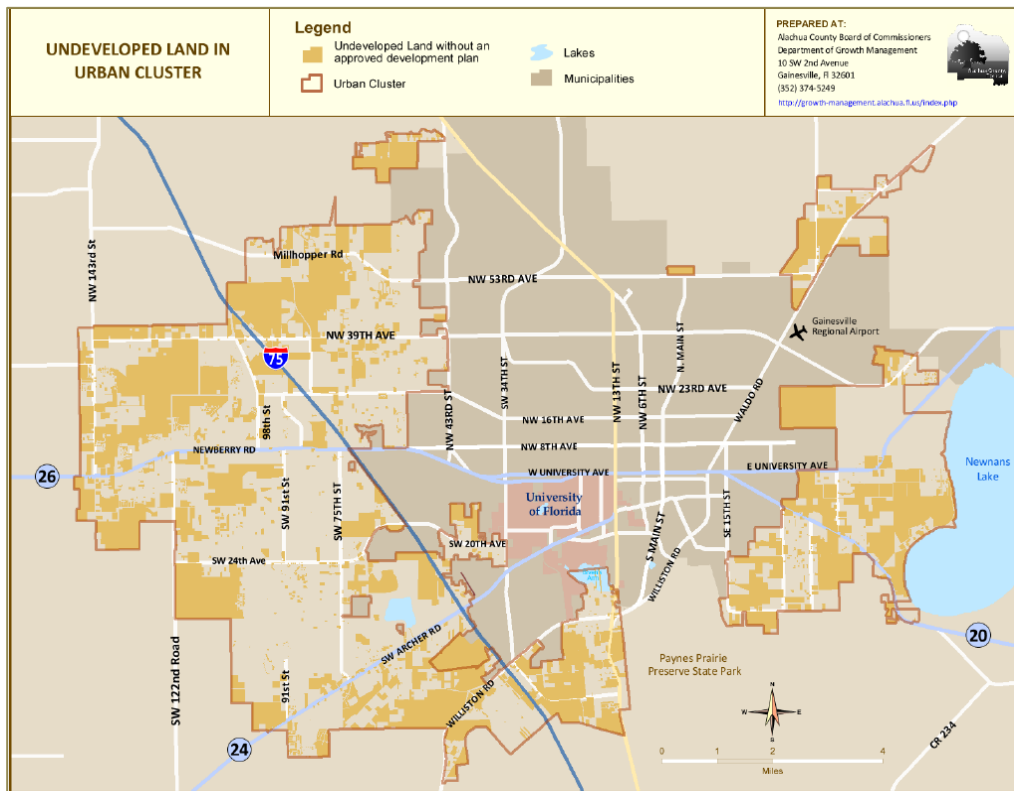 UNDEVELOPED LAND IN
URBAN CLUSTER
Legend
Undeveloped Land without an
approved development plan
Urban Cluster
Lakes
Municipalities
PREPARED AT:
Alachua County Board of Commissioners
Department of Growth Management
10 SW 2nd Avenue
Gainesville, Fl 32601
(352) 374-5249
http://growth-management.alachua.fl.us/index.php
NW 143rd St
Millhopper Rd
NW 53RD AVE
NW 39TH AVE
75
Gainesville
Regional Airport
N. MAIN ST
SW 34TH ST
NW 13TH ST
NW 6TH ST
NW 23RD AVE
WALDO RD
NW 43RD ST
98th St
NW 16TH AVE
NW 8TH AVE
NEWBERRY RD
W UNIVERSITY AVE
E UNIVERSITY AVE
26
Newnans
Lake
University
of Florida
SW 91st ST
SW 75TH ST
SE 15TH ST
S MAIN ST
SW 20TH AVE
SW 24th Ave
WILLISTON RD
SW ARCHER RD
20
Paynes Prairie
Preserve State Park
SW 122nd Road
91st St
WILLISTON RD
24
CR 234
N
W
E
S
0 1 2 4
Miles